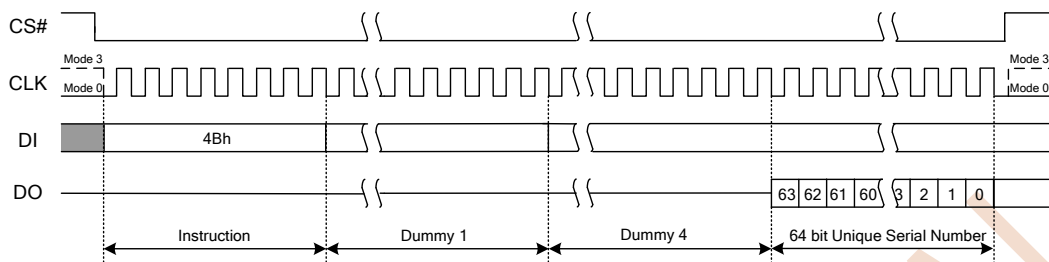 CS#
Mode 3
Mode 3
CLK
Mode 0
Mode 0
DI
4Bh
DO
63 62 61 60 3 2 1 0
Instruction Dummy 1 Dummy 4 64 bit Unique Serial Number